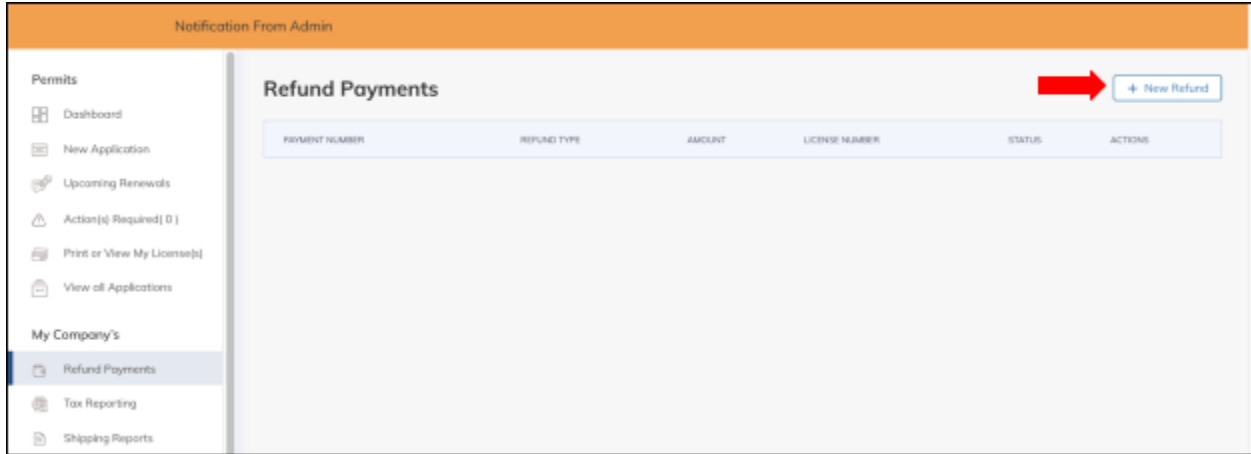 Notification From Admin
Permits
Dashboard
New Application
Upcoming Renewals
Action(s) Required( 0 )
Print or View My License(s)
View all Applications
My Company's
Refund Payments
Tax Reporting
Shipping Reports
Refund Payments
+ New Refund
PAYMENT NUMBER REFUND TYPE AMOUNT LICENSE NUMBER STATUS ACTIONS